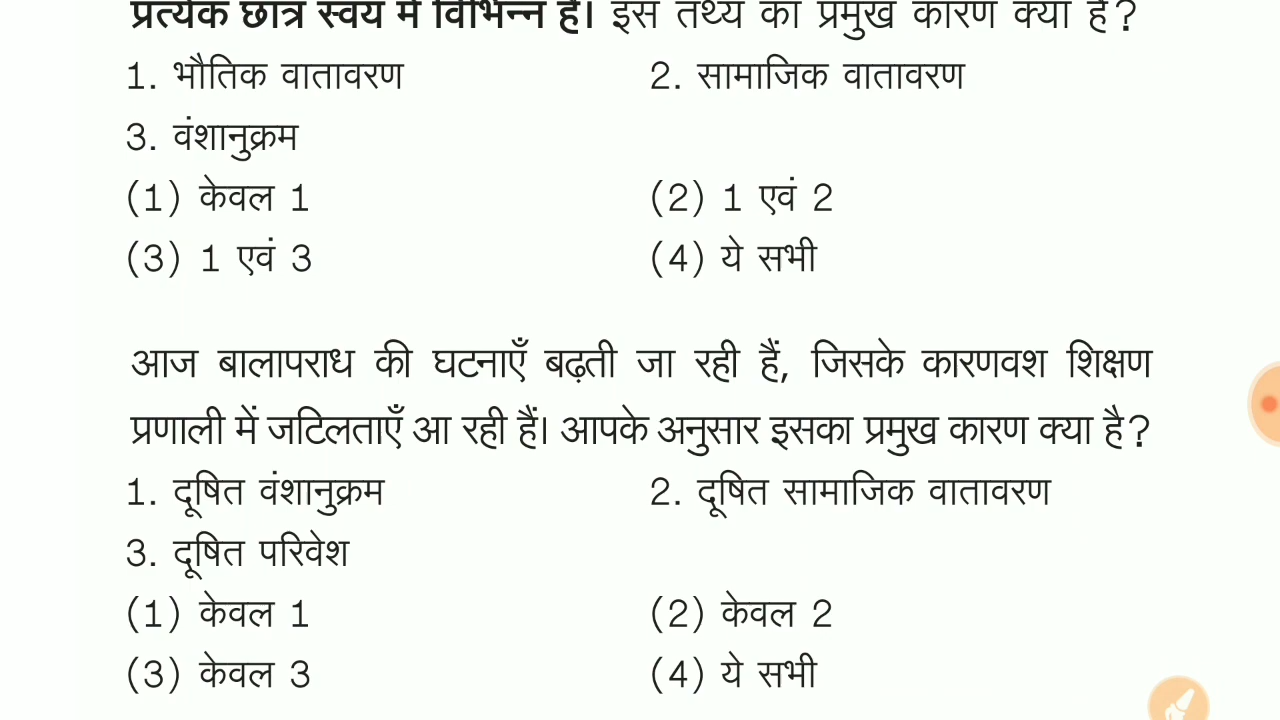 प्रत्येक छात्र स्वयं में विभिन्न है। इस तथ्य का प्रमुख कारण क्या है?
1. भौतिक वातावरण 2. सामाजिक वातावरण
3. वंशानुक्रम
(1) केवल 1 (2) 1 एवं 2
(3) 1 एवं 3 (4) ये सभी
आज बालापराध की घटनाएँ बढ़ती जा रही हैं, जिसके कारणवश शिक्षण
प्रणाली में जटिलताएँ आ रही हैं। आपके अनुसार इसका प्रमुख कारण क्या है?
1. दूषित वंशानुक्रम 2. दूषित सामाजिक वातावरण
3. दूषित परिवेश
(1) केवल 1 (2) केवल 2
(3) केवल 3 (4) ये सभी